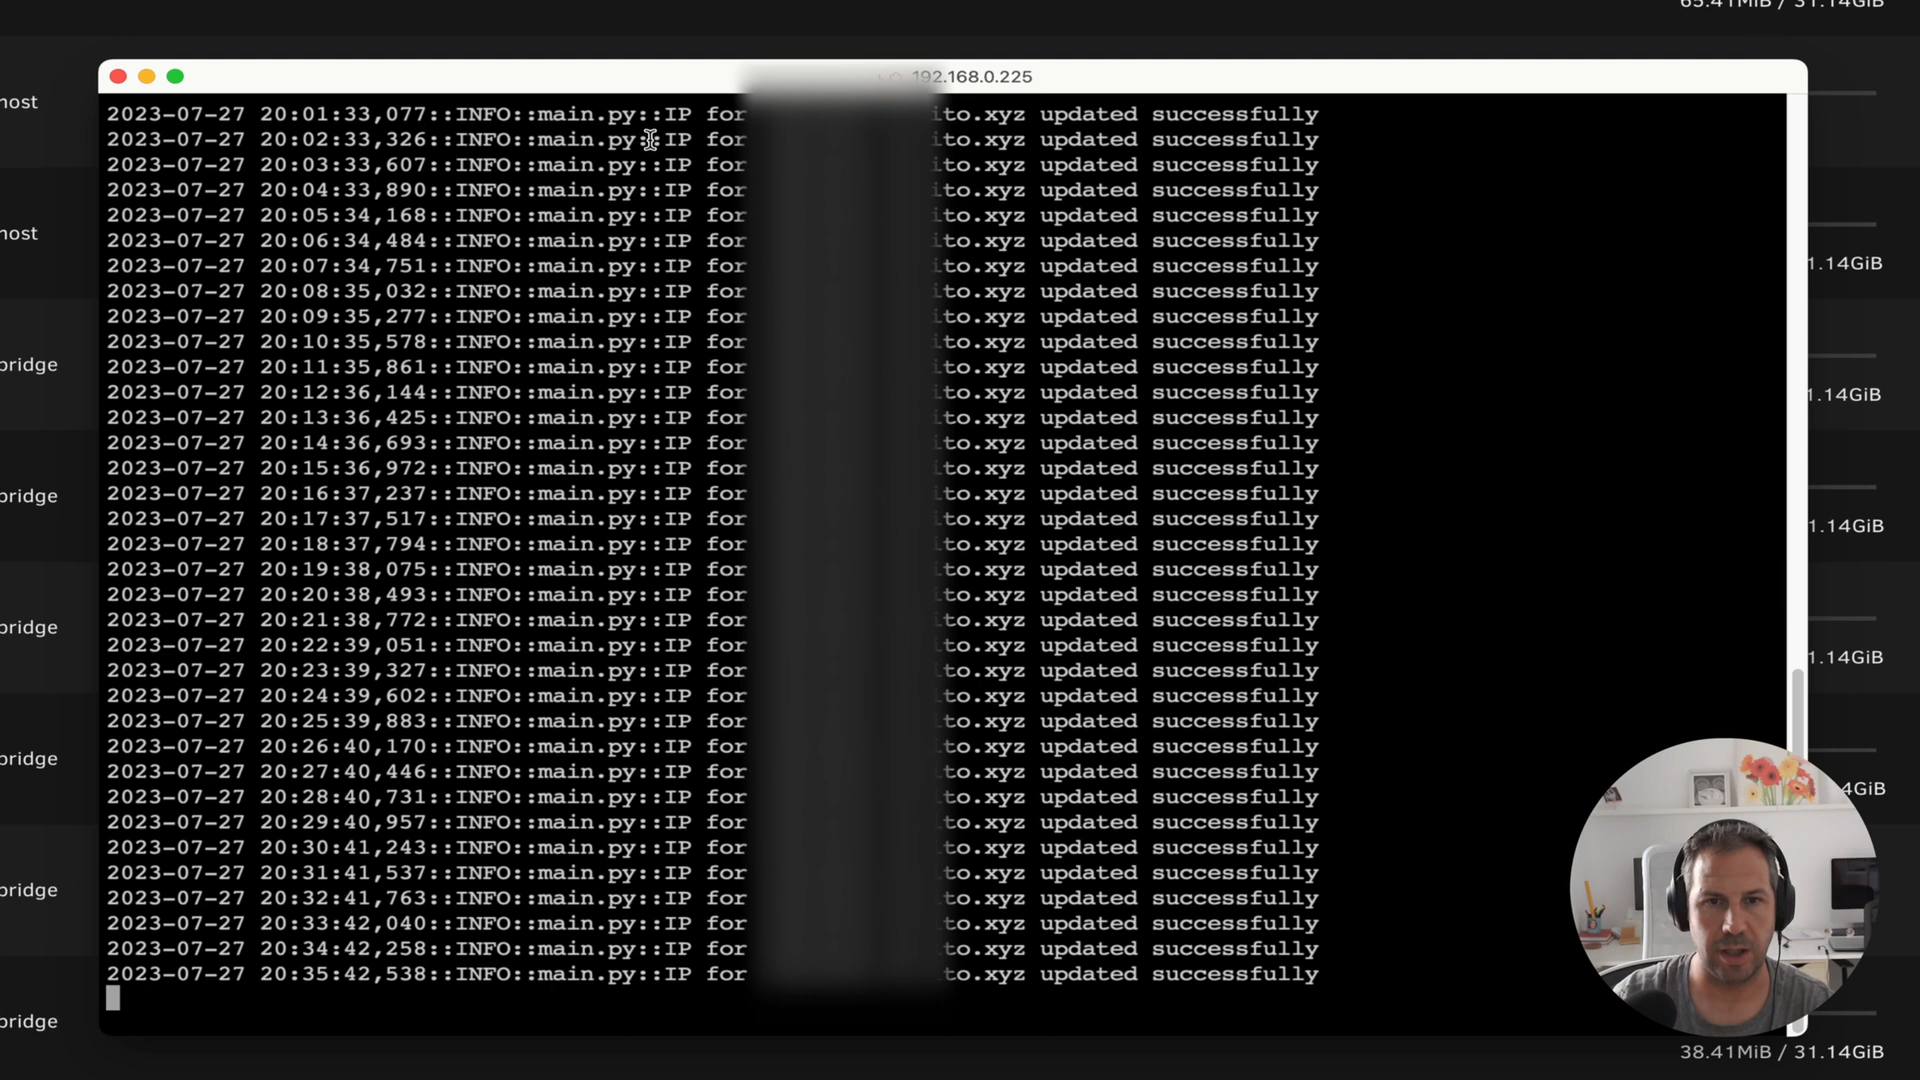 65.41MiB / 31.14GiB
192.168.0.225
host
host
bridge
bridge
bridge
bridge
bridge
bridge
2023-07-27 20:01:33,077::INFO::main.py::IP for ito.xyz updated successfully
2023-07-27 20:02:33,326::INFO::main.py::IP for ito.xyz updated successfully
2023-07-27 20:03:33,607::INFO::main.py::IP for ito.xyz updated successfully
2023-07-27 20:04:33,890::INFO::main.py::IP for ito.xyz updated successfully
2023-07-27 20:05:34,168::INFO::main.py::IP for ito.xyz updated successfully
2023-07-27 20:06:34,484::INFO::main.py::IP for ito.xyz updated successfully
2023-07-27 20:07:34,751::INFO::main.py::IP for ito.xyz updated successfully
2023-07-27 20:08:35,032::INFO::main.py::IP for ito.xyz updated successfully
2023-07-27 20:09:35,277::INFO::main.py::IP for ito.xyz updated successfully
2023-07-27 20:10:35,578::INFO::main.py::IP for ito.xyz updated successfully
2023-07-27 20:11:35,861::INFO::main.py::IP for ito.xyz updated successfully
2023-07-27 20:12:36,144::INFO::main.py::IP for ito.xyz updated successfully
2023-07-27 20:13:36,425::INFO::main.py::IP for ito.xyz updated successfully
2023-07-27 20:14:36,693::INFO::main.py::IP for ito.xyz updated successfully
2023-07-27 20:15:36,972::INFO::main.py::IP for ito.xyz updated successfully
2023-07-27 20:16:37,237::INFO::main.py::IP for ito.xyz updated successfully
2023-07-27 20:17:37,517::INFO::main.py::IP for ito.xyz updated successfully
2023-07-27 20:18:37,794::INFO::main.py::IP for ito.xyz updated successfully
2023-07-27 20:19:38,075::INFO::main.py::IP for ito.xyz updated successfully
2023-07-27 20:20:38,493::INFO::main.py::IP for ito.xyz updated successfully
2023-07-27 20:21:38,772::INFO::main.py::IP for ito.xyz updated successfully
2023-07-27 20:22:39,051::INFO::main.py::IP for ito.xyz updated successfully
2023-07-27 20:23:39,327::INFO::main.py::IP for ito.xyz updated successfully
2023-07-27 20:24:39,602::INFO::main.py::IP for ito.xyz updated successfully
2023-07-27 20:25:39,883::INFO::main.py::IP for ito.xyz updated successfully
2023-07-27 20:26:40,170::INFO::main.py::IP for ito.xyz updated successfully
2023-07-27 20:27:40,446::INFO::main.py::IP for ito.xyz updated successfully
2023-07-27 20:28:40,731::INFO::main.py::IP for to.xyz updated successfully
2023-07-27 20:29:40,957::INFO::main.py::IP for to.xyz updated successfully
2023-07-27 20:30:41,243::INFO::main.py::IP for to.xyz updated successfully
2023-07-27 20:31:41,537::INFO::main.py::IP for to.xyz updated successfully
2023-07-27 20:32:41,763::INFO::main.py::IP for to.xyz updated successfully
2023-07-27 20:33:42,040::INFO::main.py::IP for to.xyz updated successfully
2023-07-27 20:34:42,258::INFO::main.py::IP for to.xyz updated successfully
2023-07-27 20:35:42,538::INFO::main.py::IP for to.xyz updated successfully
1.14GiB
1.14GiB
1.14GiB
1.14GiB
4GiB
38.41MiB / 31.14GiB